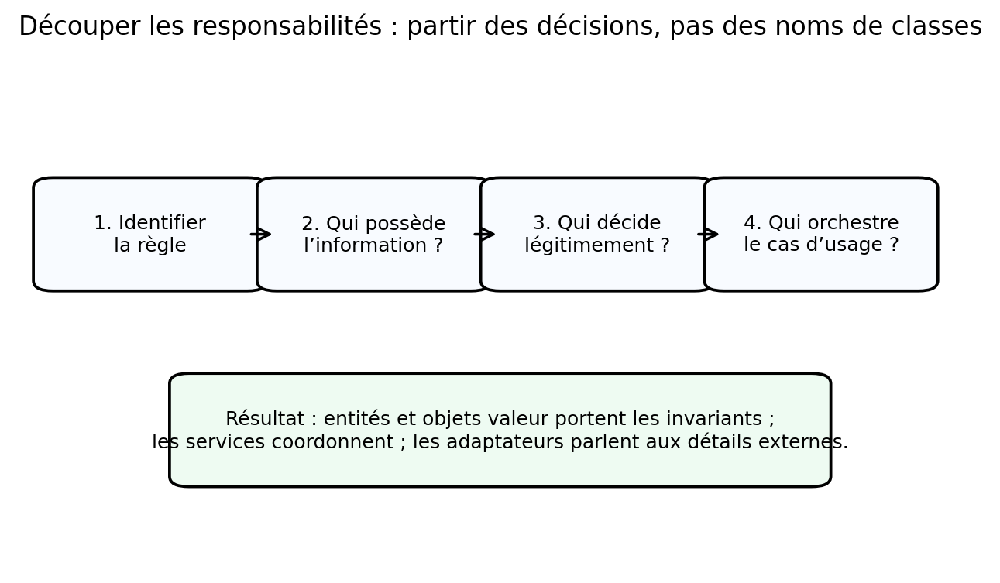 Découper les responsabilités : partir des décisions, pas des noms de classes
1. Identifier
la règle
2. Qui possède
l’information ?
3. Qui décide
légitimement ?
4. Qui orchestre
le cas d’usage ?
Résultat : entités et objets valeur portent les invariants ;
les services coordonnent ; les adaptateurs parlent aux détails externes.